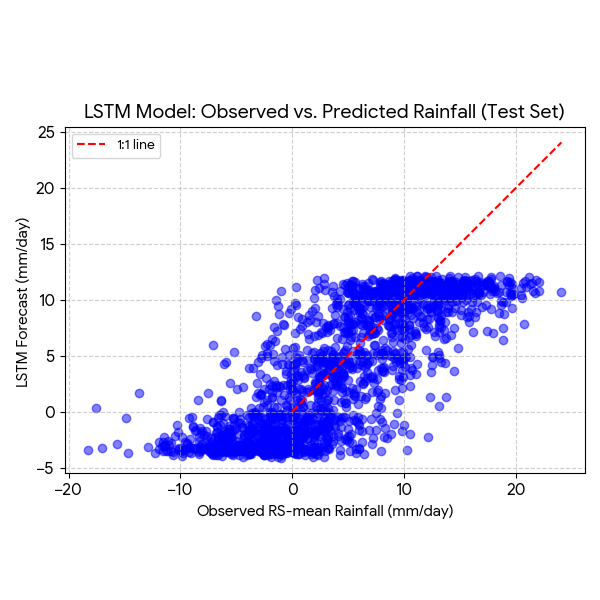 LSTM Model: Observed vs. Predicted Rainfall (Test Set)
25
20
15
10
5
0
−5
1:1 line
LSTM Forecast (mm/day)
−20 −10 0 10 20
Observed RS-mean Rainfall (mm/day)